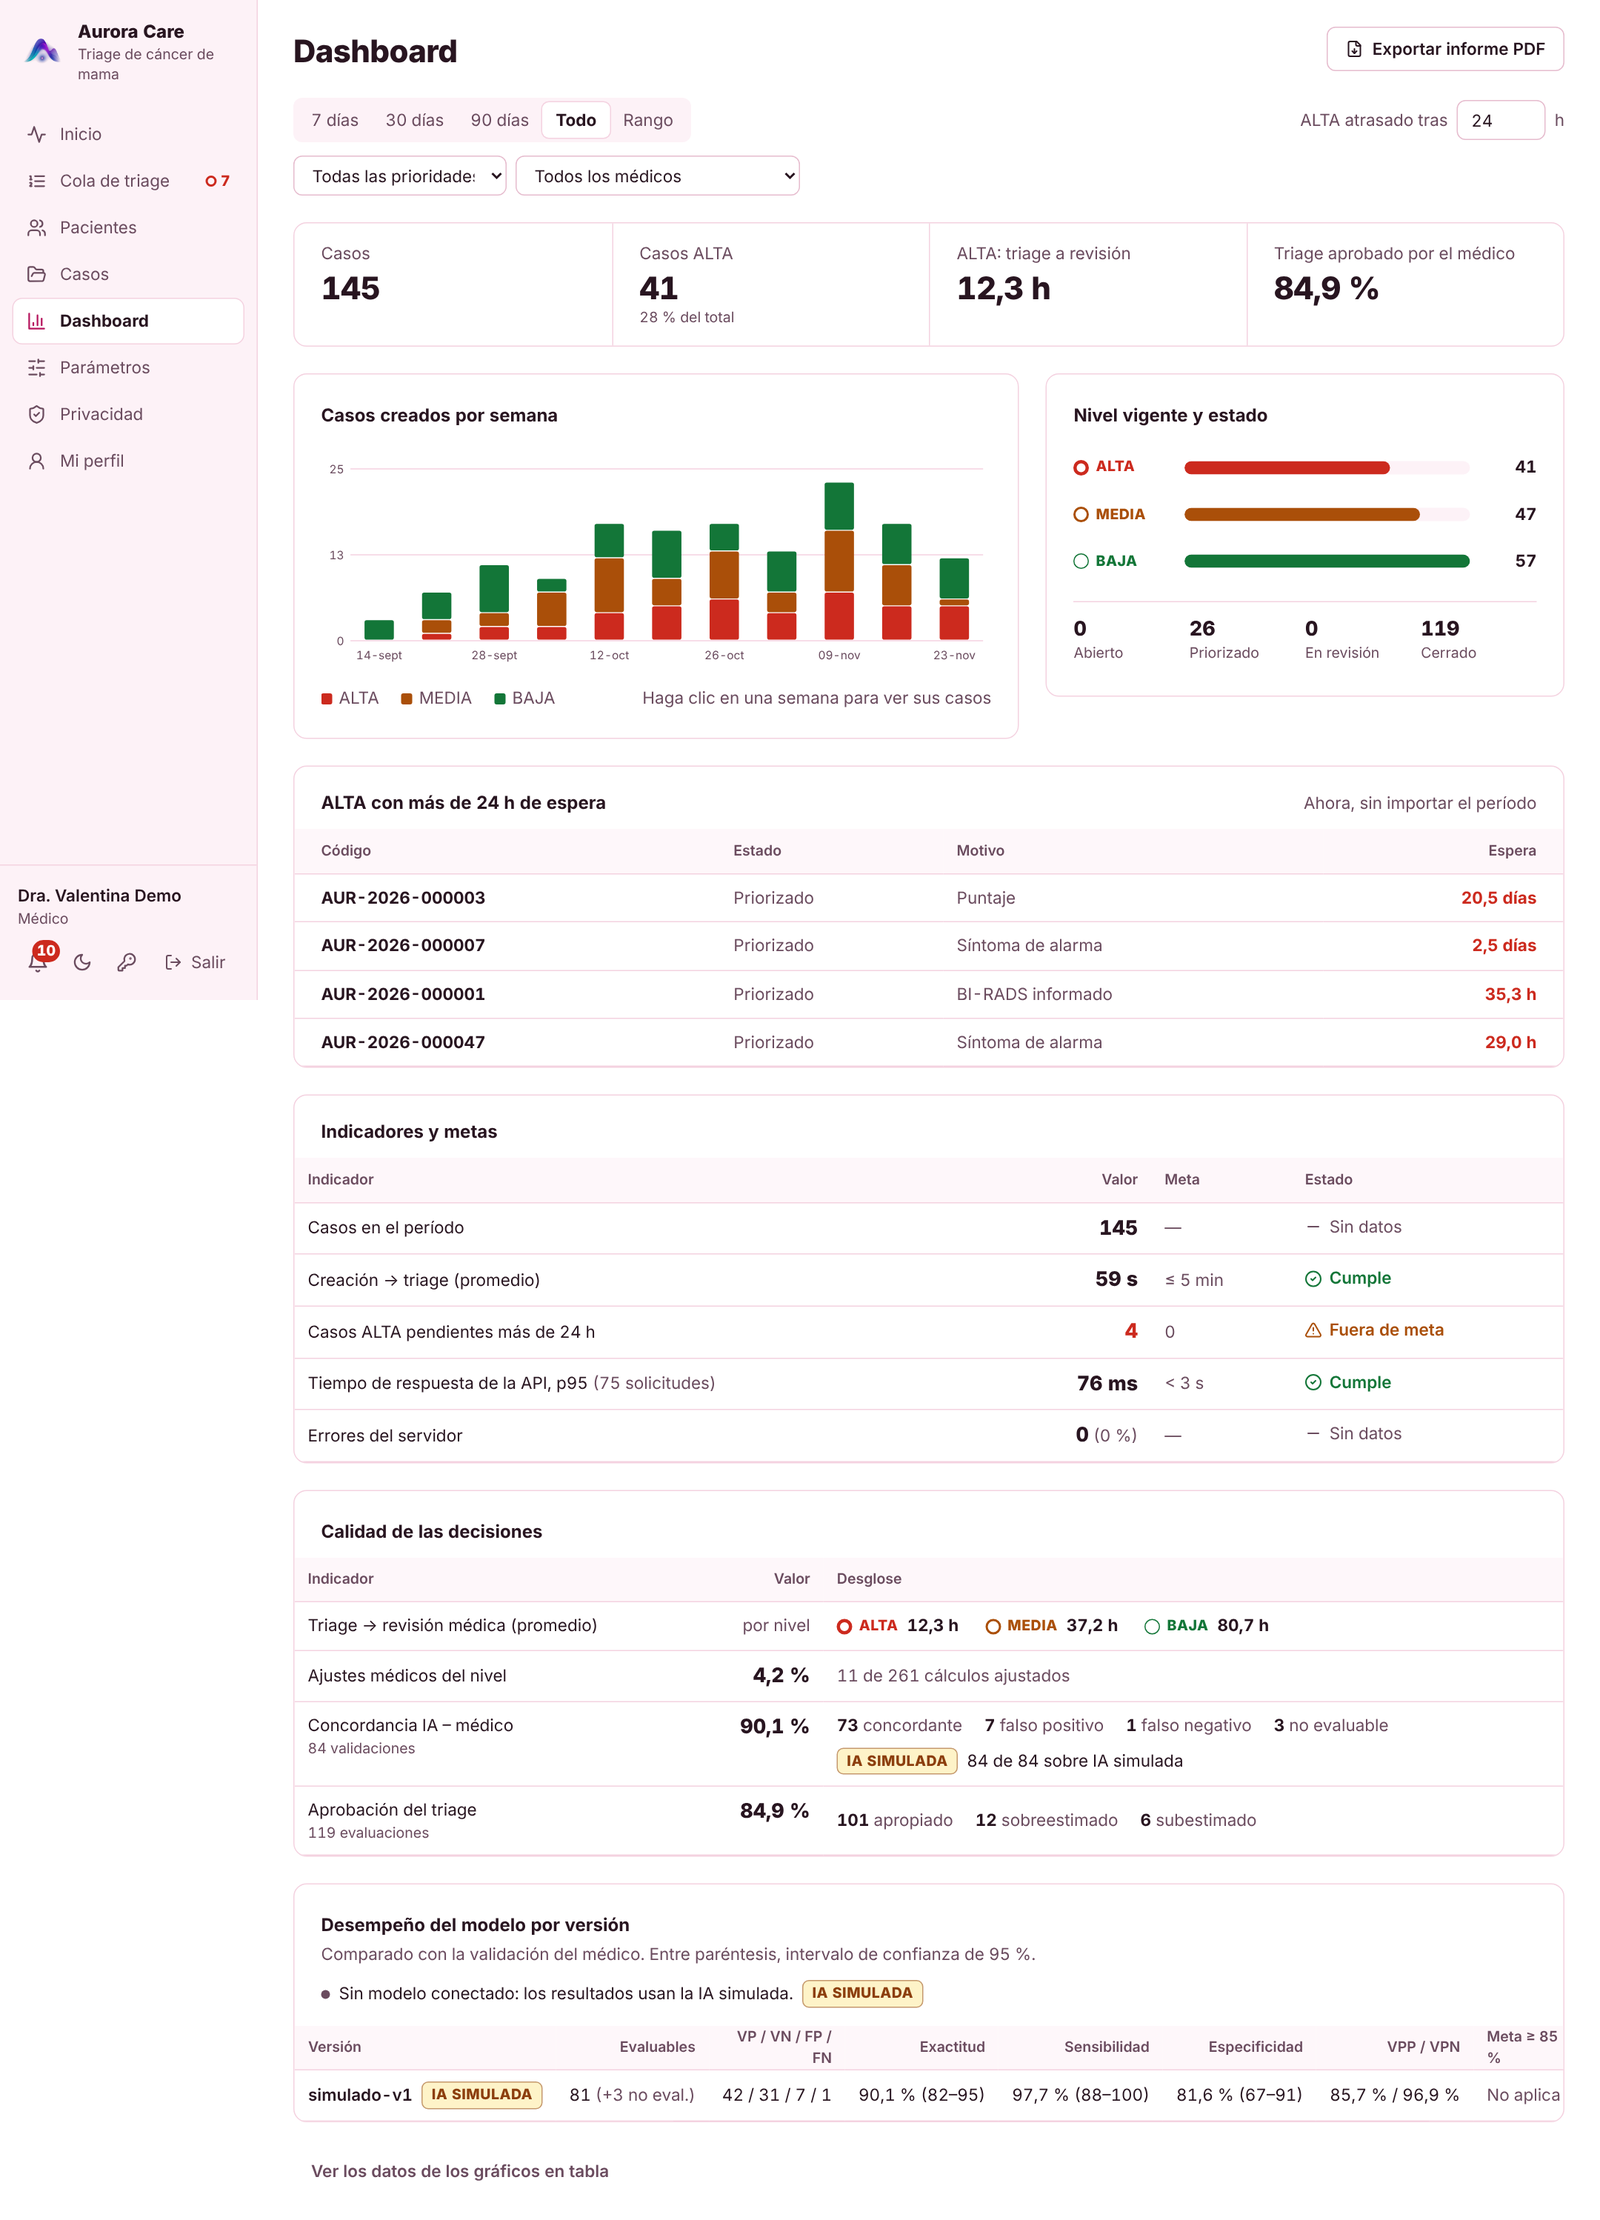 Aurora Care
Triage de cáncer de
mama
Inicio
Cola de triage 7
Pacientes
Casos
Dashboard
Parámetros
Privacidad
Mi perfil
Dra. Valentina Demo
Médico
10
Salir
Dashboard
Exportar informe PDF
7 días 30 días 90 días Todo Rango
ALTA atrasado tras 24 h
Todas las prioridades
Todos los médicos
Casos
145
Casos ALTA
41
28 % del total
ALTA: triage a revisión
12,3 h
Triage aprobado por el médico
84,9 %
Casos creados por semana
25
13
0
14-sept 28-sept 12-oct 26-oct 09-nov 23-nov
ALTA MEDIA BAJA
Haga clic en una semana para ver sus casos
Nivel vigente y estado
ALTA 41
MEDIA 47
BAJA 57
0 26 0 119
Abierto Priorizado En revisión Cerrado
ALTA con más de 24 h de espera
Ahora, sin importar el período
Código Estado Motivo Espera
AUR-2026-000003 Priorizado Puntaje 20,5 días
AUR-2026-000007 Priorizado Síntoma de alarma 2,5 días
AUR-2026-000001 Priorizado BI-RADS informado 35,3 h
AUR-2026-000047 Priorizado Síntoma de alarma 29,0 h
Indicadores y metas
Indicador Valor Meta Estado
Casos en el período 145 — — Sin datos
Creación → triage (promedio) 59 s ≤ 5 min Cumple
Casos ALTA pendientes más de 24 h 4 0 Fuera de meta
Tiempo de respuesta de la API, p95 (75 solicitudes) 76 ms < 3 s Cumple
Errores del servidor 0 (0 %) — — Sin datos
Calidad de las decisiones
Indicador Valor Desglose
Triage → revisión médica (promedio) por nivel ALTA 12,3 h MEDIA 37,2 h BAJA 80,7 h
Ajustes médicos del nivel 4,2 % 11 de 261 cálculos ajustados
Concordancia IA – médico 90,1 % 73 concordante 7 falso positivo 1 falso negativo 3 no evaluable
84 validaciones
IA SIMULADA 84 de 84 sobre IA simulada
Aprobación del triage 84,9 % 101 apropiado 12 sobreestimado 6 subestimado
119 evaluaciones
Desempeño del modelo por versión
Comparado con la validación del médico. Entre paréntesis, intervalo de confianza de 95 %.
Sin modelo conectado: los resultados usan la IA simulada. IA SIMULADA
Versión Evaluables VP / VN / FP / FN Exactitud Sensibilidad Especificidad VPP / VPN Meta ≥ 85 %
simulado-v1 IA SIMULADA 81 (+3 no eval.) 42 / 31 / 7 / 1 90,1 % (82–95) 97,7 % (88–100) 81,6 % (67–91) 85,7 % / 96,9 % No aplica
Ver los datos de los gráficos en tabla